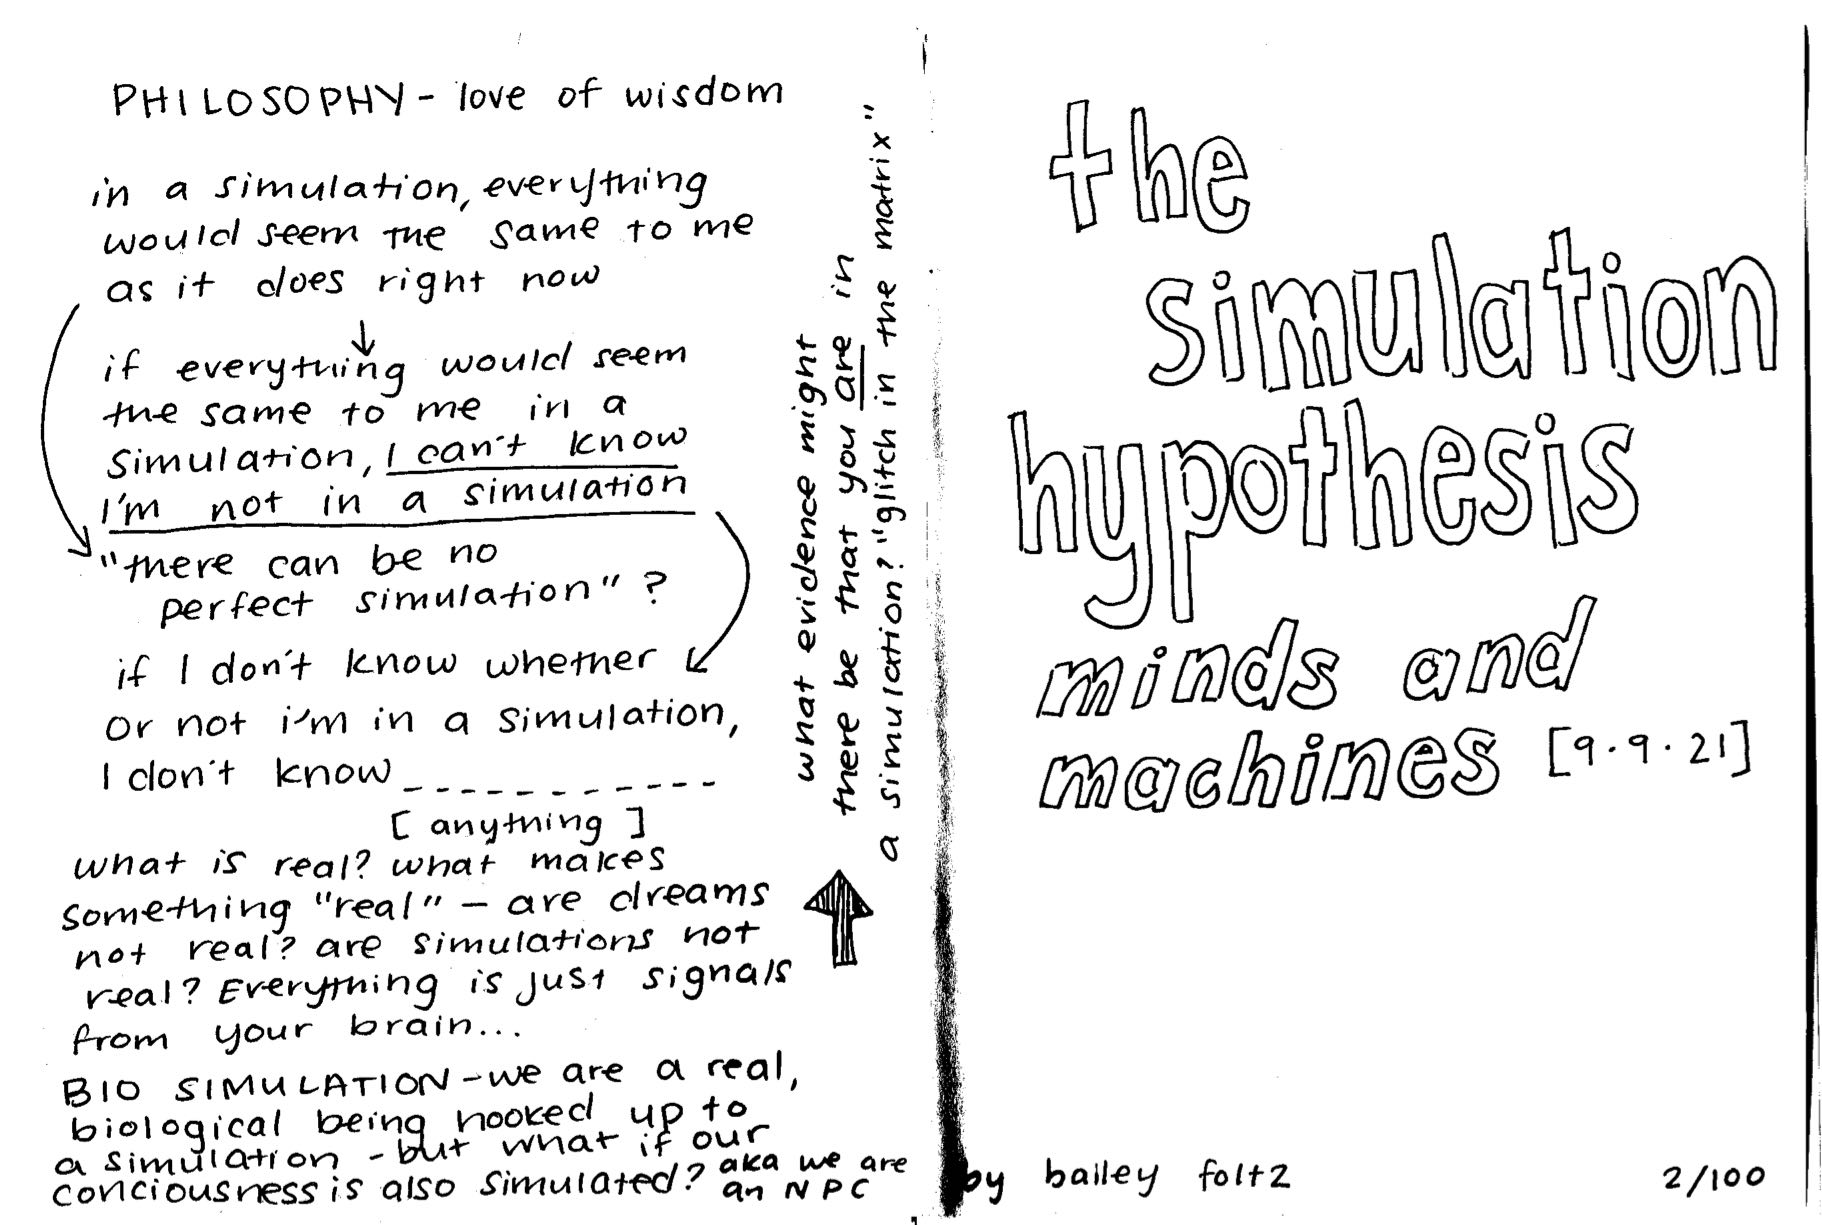 PHILOSOPHY - love of wisdom
in a simulation, everything
would seem the same to me
as it does right now
if everything would seem
the same to me in a
simulation, I can't know
I'm not in a simulation
"there can be no
perfect simulation" ?
if I don't know whether
or not i'm in a simulation,
I don't know ___________
[ anything ]
what is real? what makes
something "real" - are dreams
not real? are simulations not
real? Everything is just signals
from your brain...
BIO SIMULATION - we are a real,
biological being hooked up to
a simulation - but what if our
conciousness is also simulated? aka we are
an NPC
what evidence might
there be that you are in
a simulation? "glitch in the matrix"
the
simulation
hypothesis
minds and
machines [9.9.21]
by bailey foltz
2/100